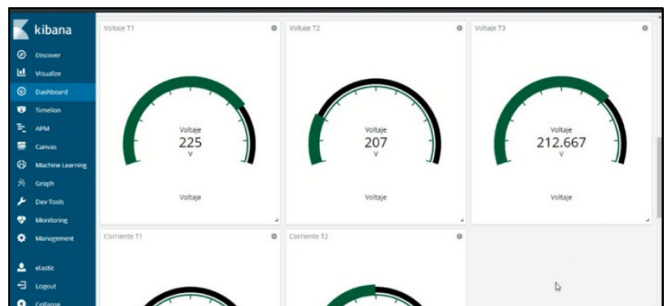 kibana
Discover
Visualize
Dashboard
Timelion
APM
Canvas
Machine Learning
Graph
Dev Tools
Monitoring
Management
elastic
Logout
Collapse
Voltaje T1
Voltaje
225
V
Voltaje
Voltaje T2
Voltaje
207
V
Voltaje
Voltaje T3
Voltaje
212.667
V
Voltaje
Corriente T1
Corriente T2